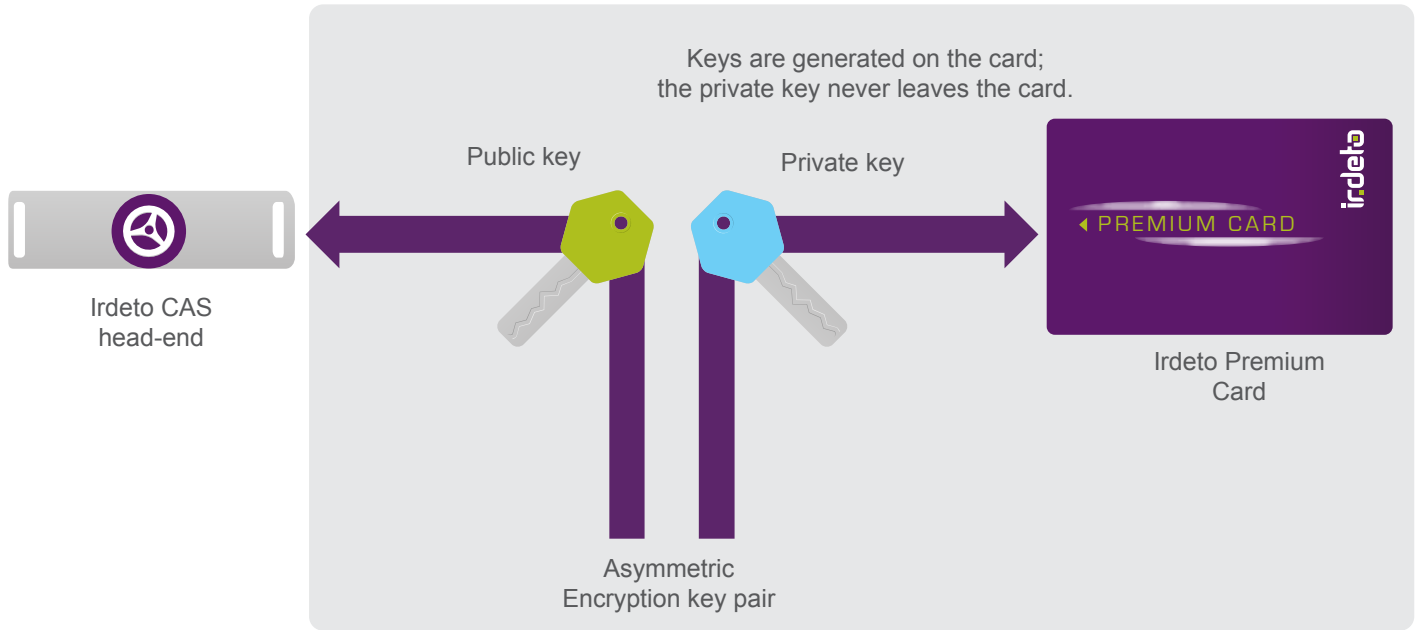 Keys are generated on the card;
the private key never leaves the card.
Public key
Private key
irdeto
PREMIUM CARD
Irdeto CAS
head-end
Irdeto Premium
Card
Asymmetric
Encryption key pair